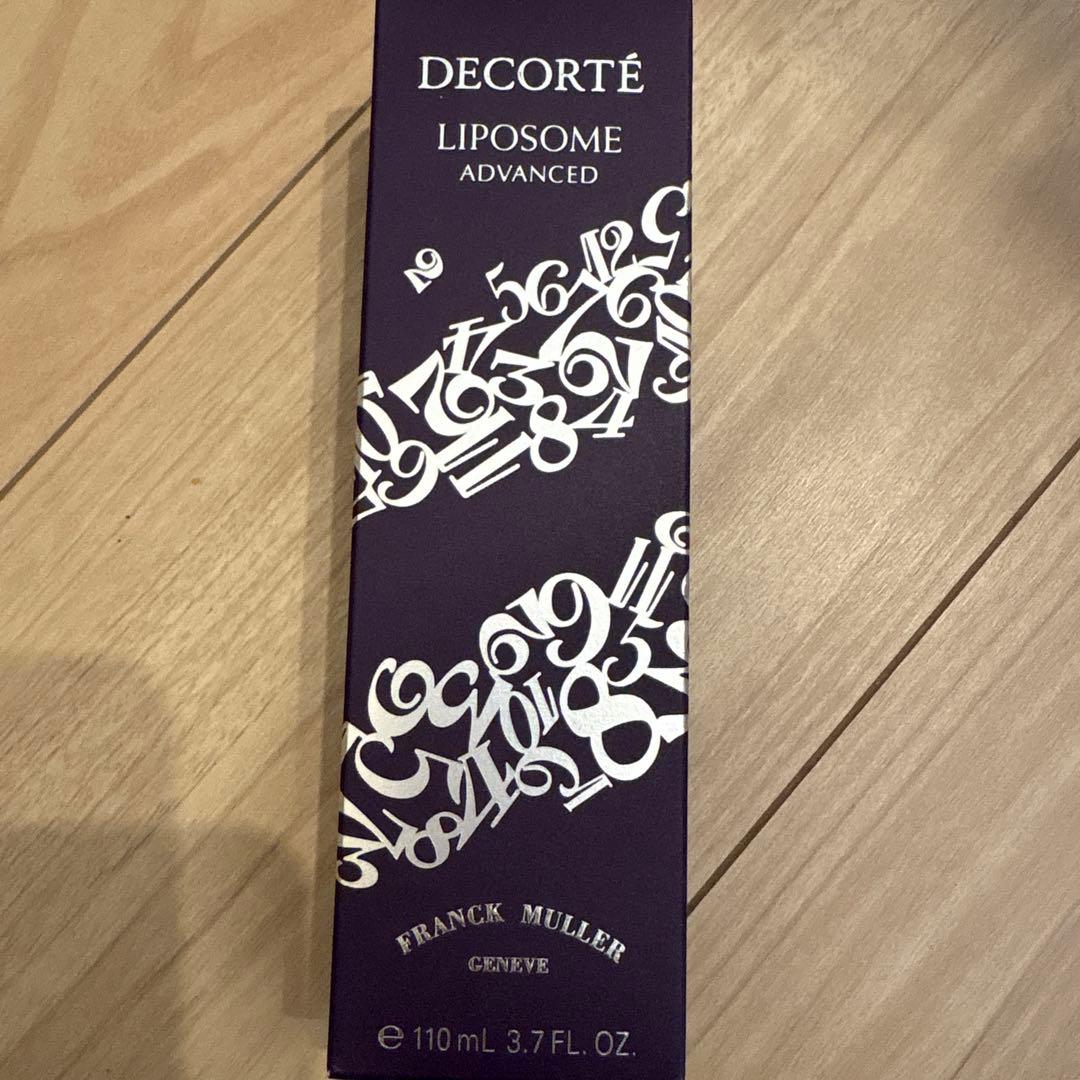 DECORTÉ
LIPOSOME
ADVANCED
FRANCK MULLER
GENEVE
℮ 110 mL 3.7 FL. OZ.